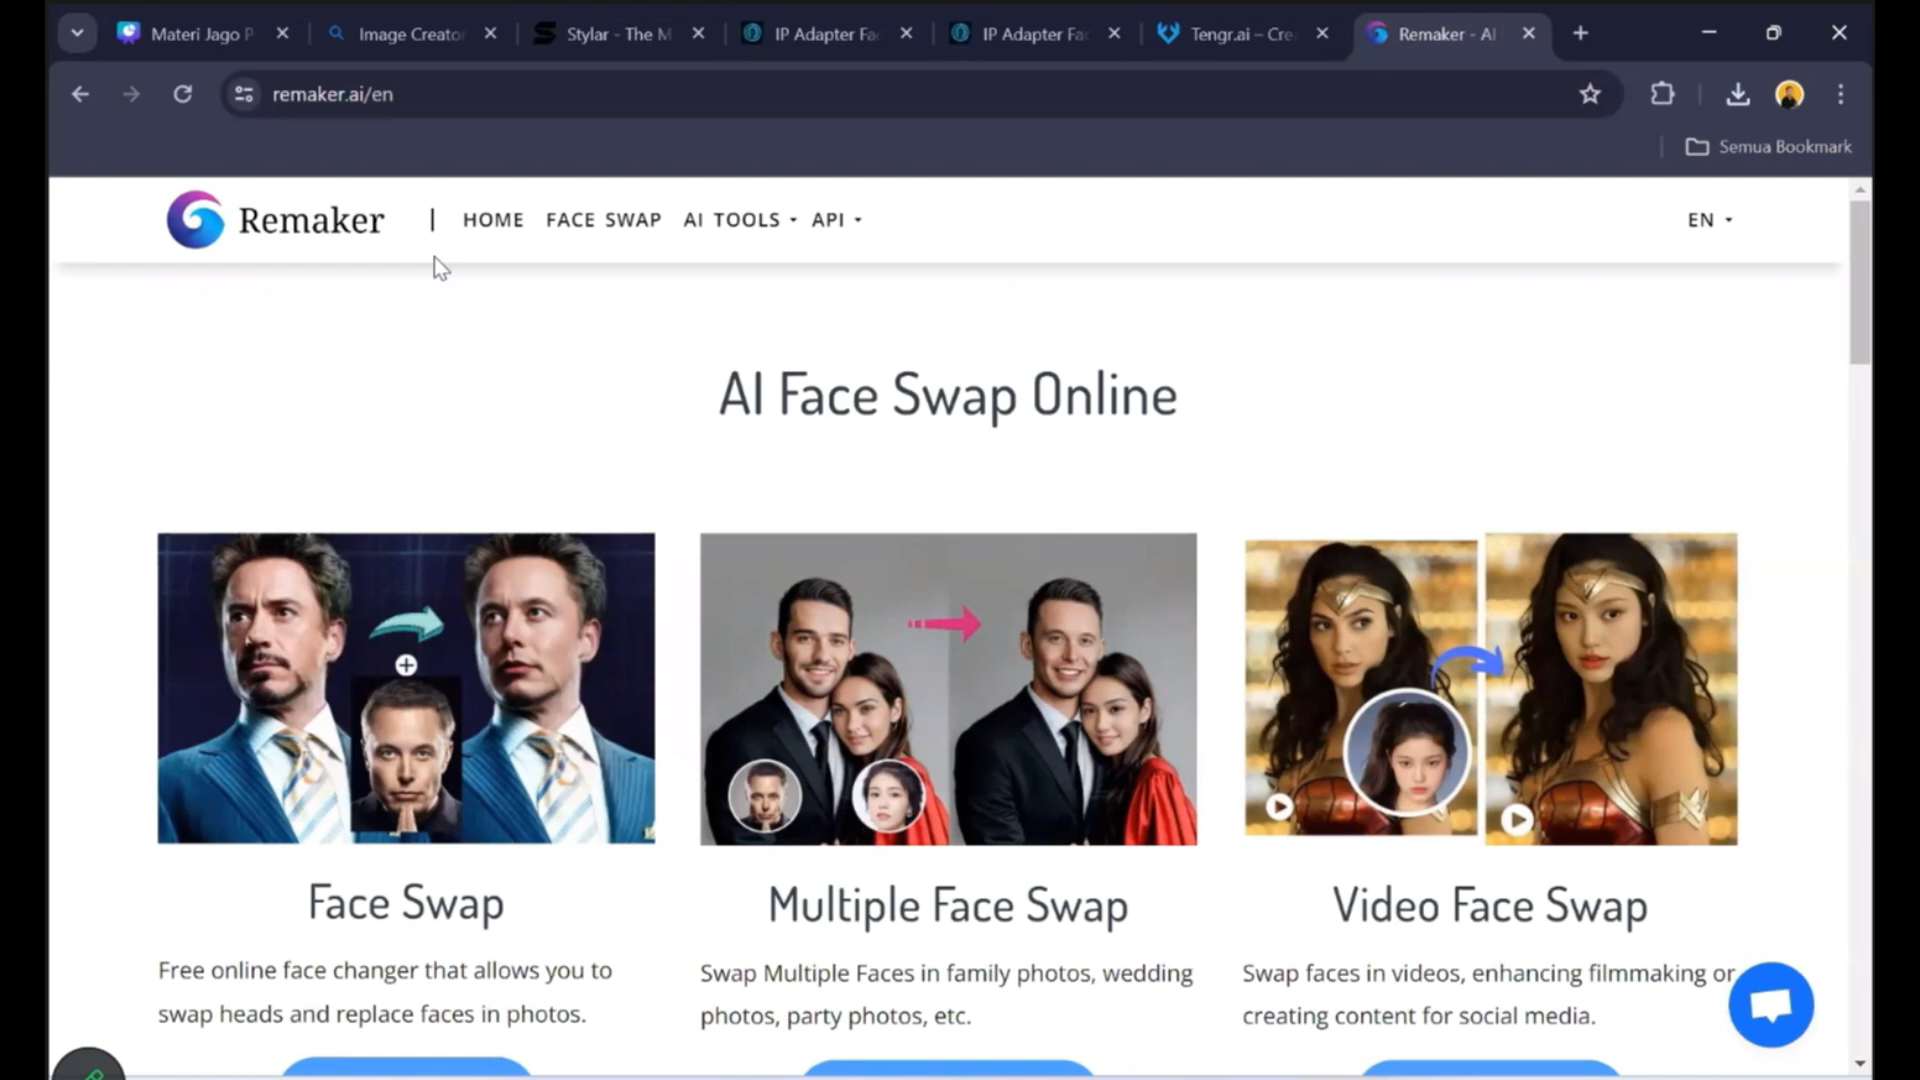 Materi Jago P
Image Creator
Stylar - The M
IP Adapter Fac
IP Adapter Fac
Tengr.ai – Cre
Remaker - AI
remaker.ai/en
Semua Bookmark
Remaker | HOME FACE SWAP AI TOOLS API EN
AI Face Swap Online
Face Swap
Free online face changer that allows you to
swap heads and replace faces in photos.
Multiple Face Swap
Swap Multiple Faces in family photos, wedding
photos, party photos, etc.
Video Face Swap
Swap faces in videos, enhancing filmmaking or
creating content for social media.